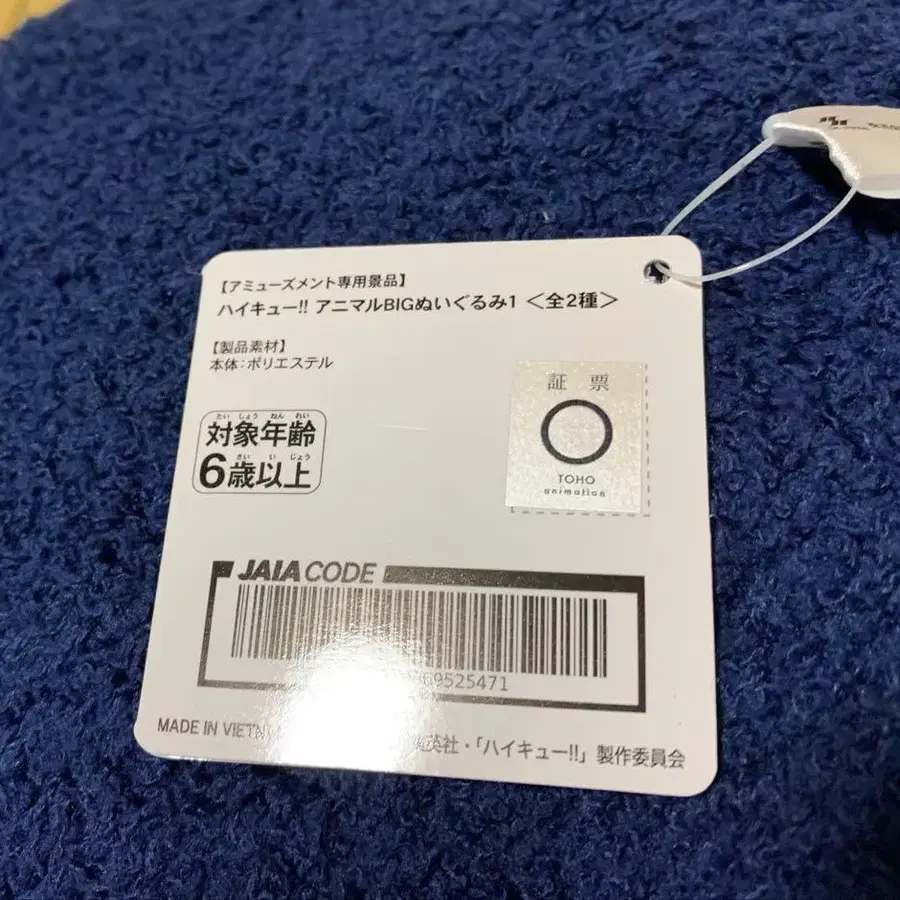 【アミューズメント専用景品】
ハイキュー!! アニマルBIGぬいぐるみ1 ＜全2種＞
【製品素材】
本体：ポリエステル
たいしょうねんれい
対象年齢
さいいじょう
6歳以上
証 票
TOHO
animation
JAIA CODE
9525471
MADE IN
英社・「ハイキュー!!」製作委員会